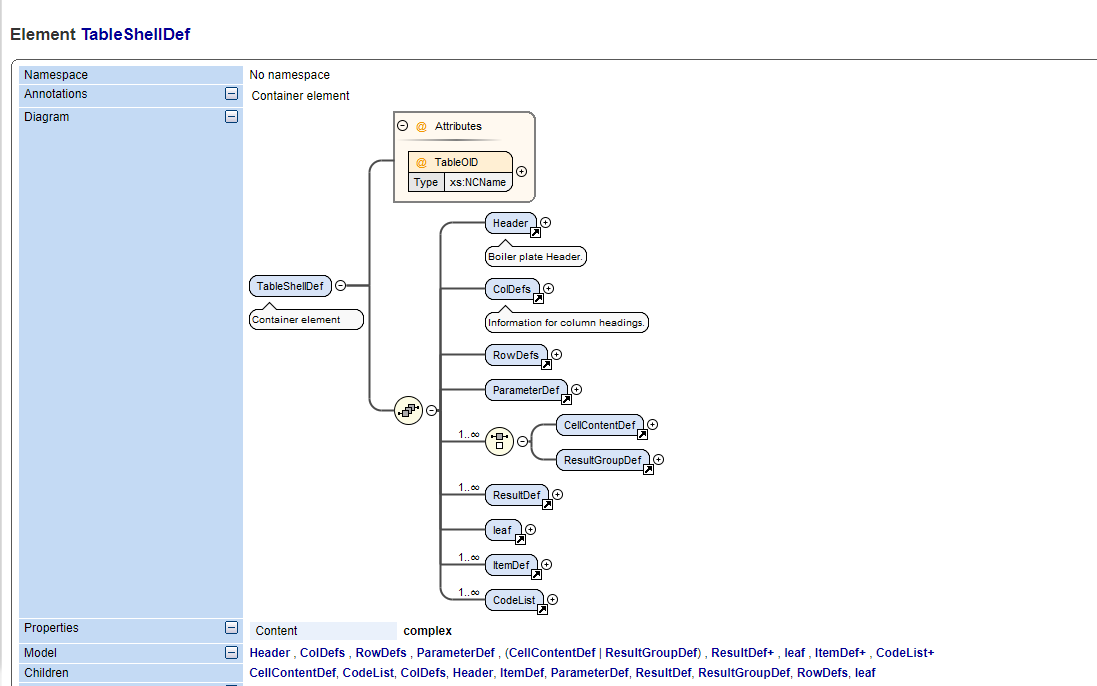 Element TableShellDef
Namespace No namespace
Annotations Container element
Diagram
@ Attributes
@ TableOID
Type xs:NCName
Header
Boiler plate Header.
TableShellDef
Container element
ColDefs
Information for column headings.
RowDefs
ParameterDef
1..∞
CellContentDef
ResultGroupDef
1..∞ ResultDef
leaf
1..∞ ItemDef
1..∞ CodeList
Properties Content complex
Model Header , ColDefs , RowDefs , ParameterDef , (CellContentDef | ResultGroupDef) , ResultDef+ , leaf , ItemDef+ , CodeList+
Children CellContentDef, CodeList, ColDefs, Header, ItemDef, ParameterDef, ResultDef, ResultGroupDef, RowDefs, leaf